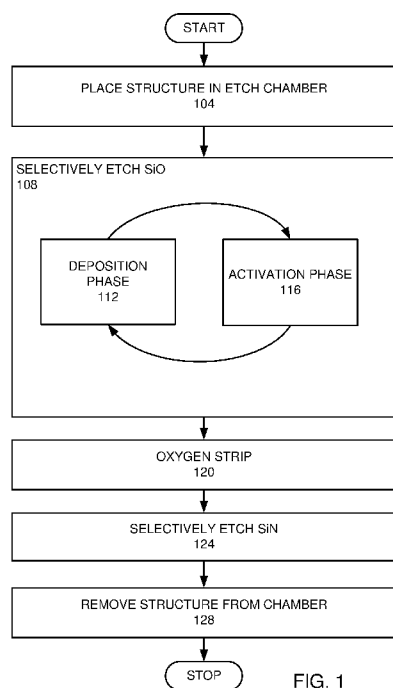 START
PLACE STRUCTURE IN ETCH CHAMBER
104
SELECTIVELY ETCH SiO
108
DEPOSITION
PHASE
112
ACTIVATION PHASE
116
OXYGEN STRIP
120
SELECTIVELY ETCH SiN
124
REMOVE STRUCTURE FROM CHAMBER
128
STOP
FIG. 1